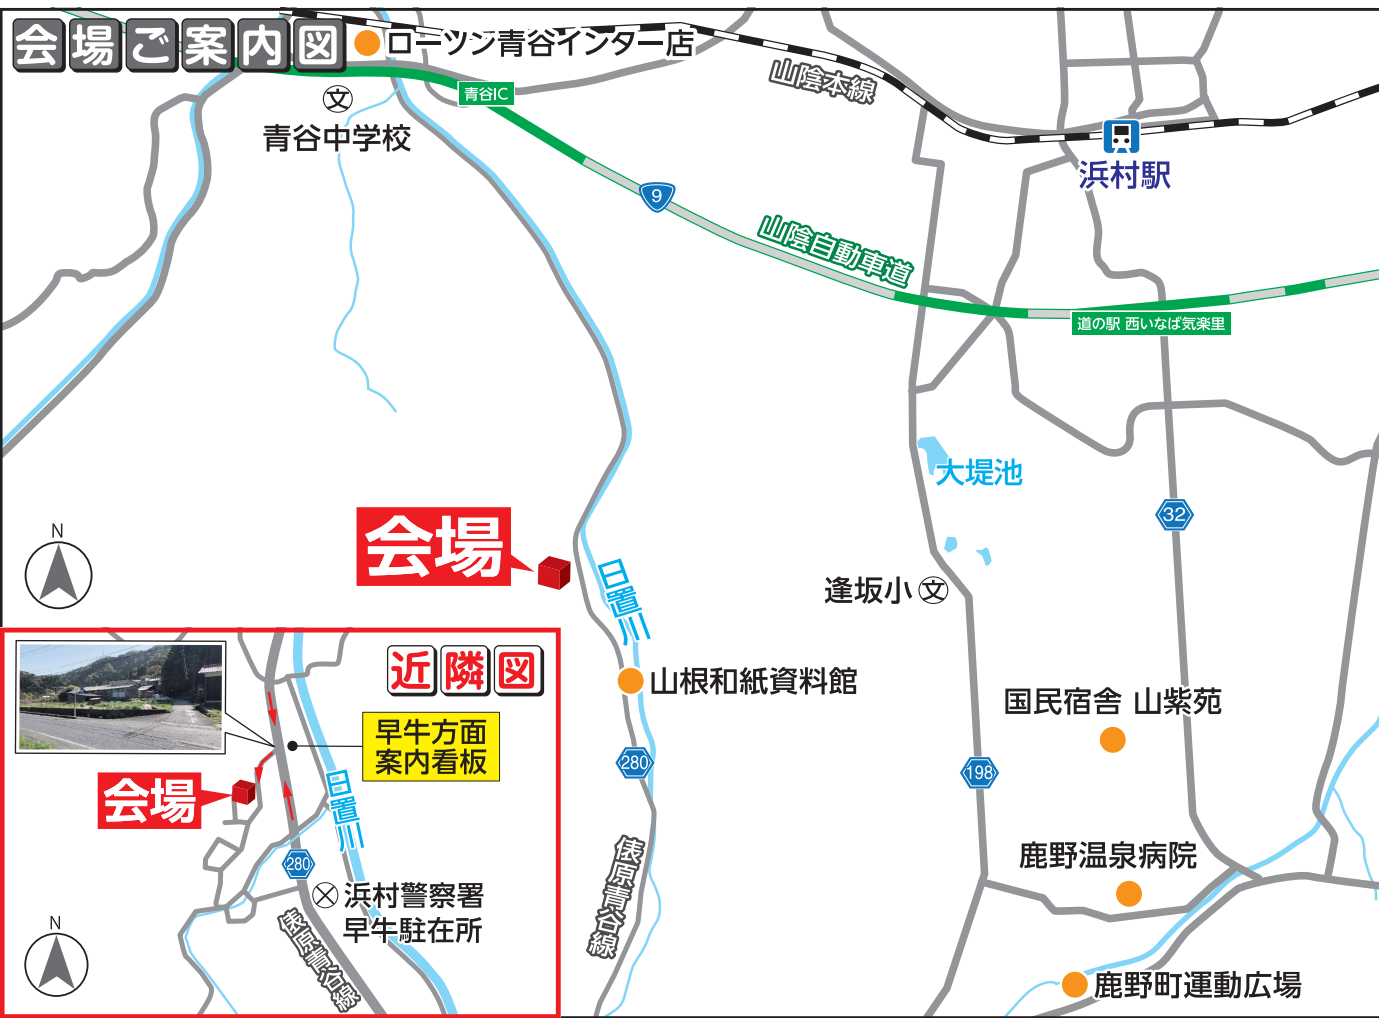 会場ご案内図
ローソン青谷インター店
青谷IC
山陰本線
文
青谷中学校
浜村駅
9
山陰自動車道
道の駅 西いなば気楽里
大堤池
32
会場
N
日置川
逢坂小
文
山根和紙資料館
国民宿舎 山紫苑
280
198
俵原青谷線
鹿野温泉病院
鹿野町運動広場
近隣図
早牛方面
案内看板
会場
日置川
280
浜村警察署
早牛駐在所
俵原青谷線
N